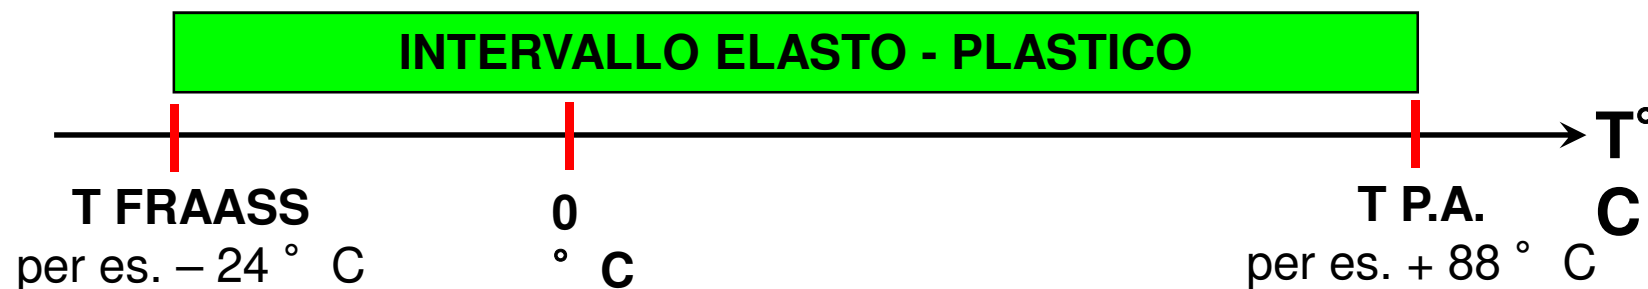 INTERVALLO ELASTO - PLASTICO
T°
C
T FRAASS
per es. – 24 ° C
0
° C
T P.A.
per es. + 88 ° C